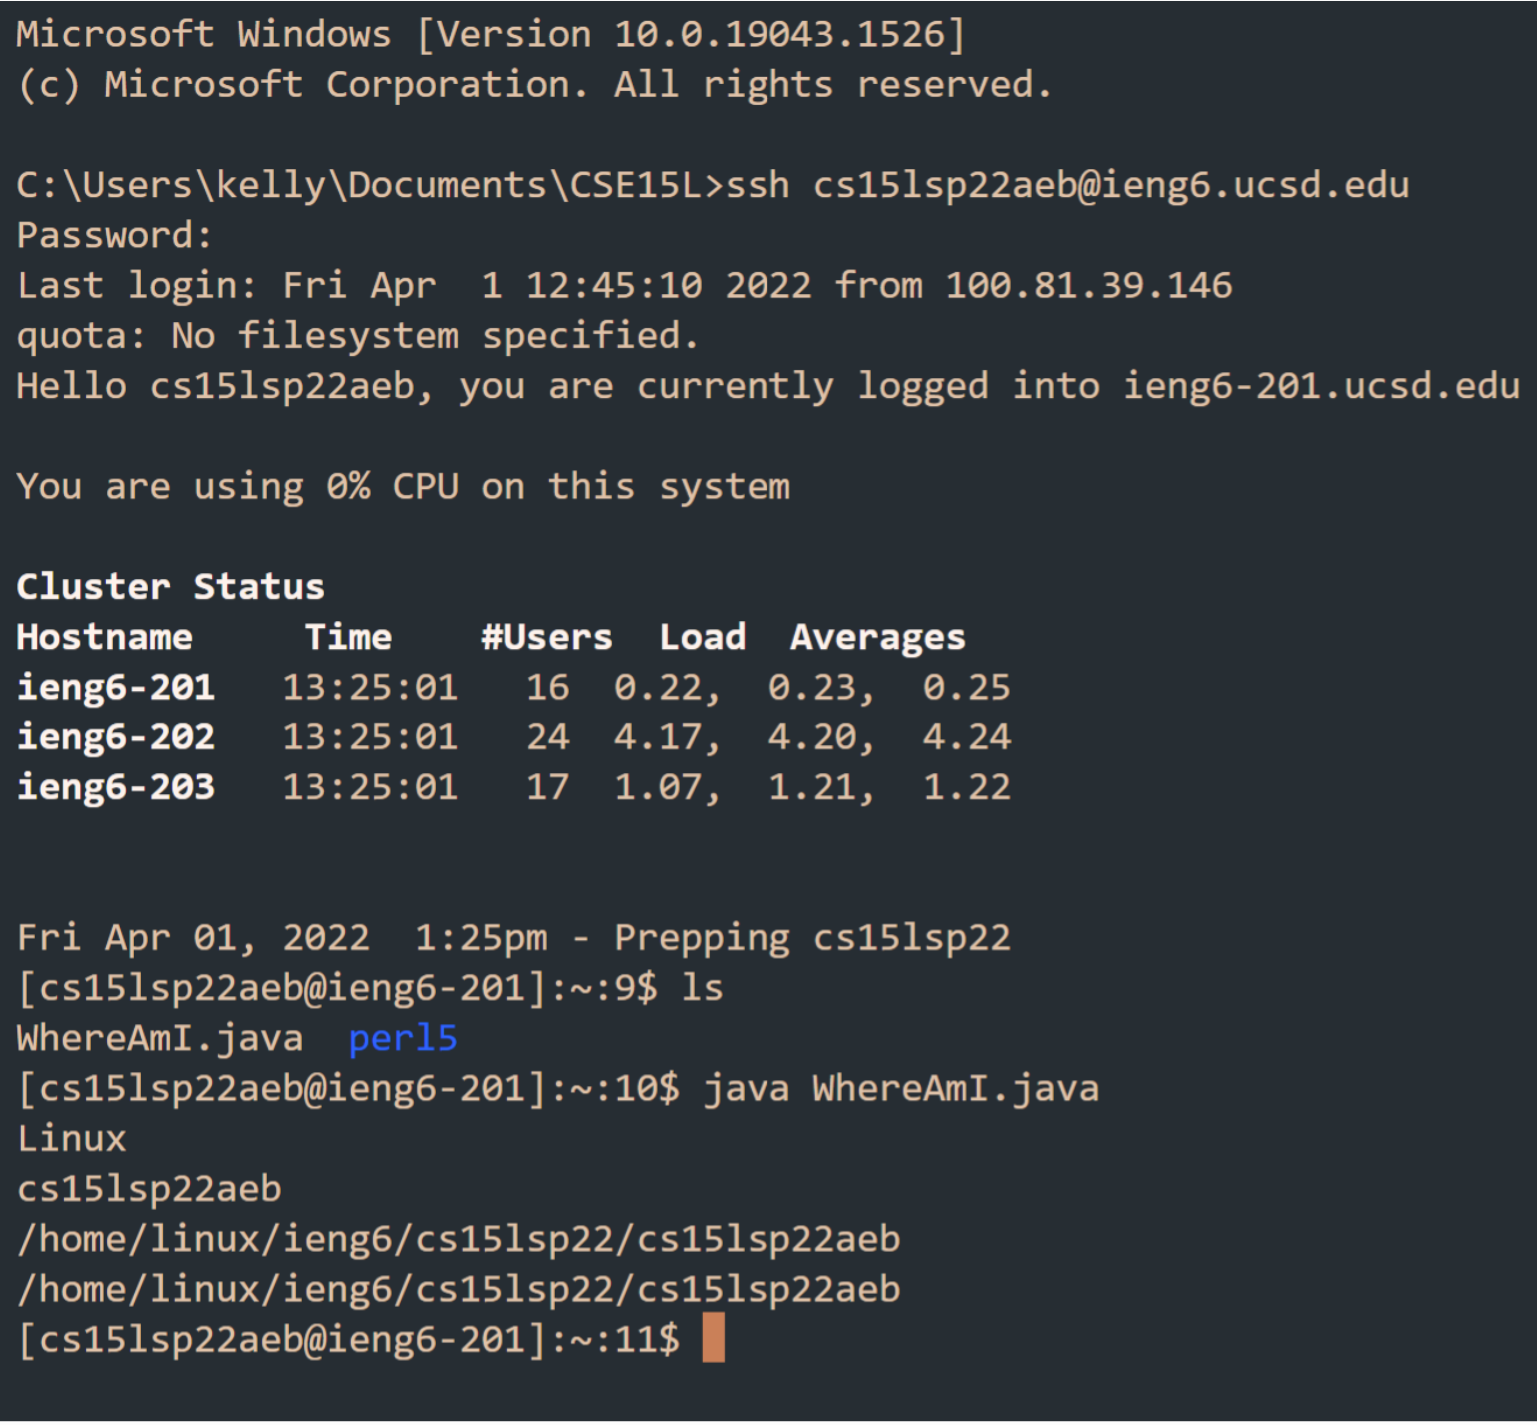 Microsoft Windows [Version 10.0.19043.1526]
(c) Microsoft Corporation. All rights reserved.
C:\Users\kelly\Documents\CSE15L>ssh cs15lsp22aeb@ieng6.ucsd.edu
Password:
Last login: Fri Apr  1 12:45:10 2022 from 100.81.39.146
quota: No filesystem specified.
Hello cs15lsp22aeb, you are currently logged into ieng6-201.ucsd.edu
You are using 0% CPU on this system
Cluster Status
Hostname     Time    #Users  Load  Averages
ieng6-201   13:25:01   16  0.22,  0.23,  0.25
ieng6-202   13:25:01   24  4.17,  4.20,  4.24
ieng6-203   13:25:01   17  1.07,  1.21,  1.22
Fri Apr 01, 2022  1:25pm - Prepping cs15lsp22
[cs15lsp22aeb@ieng6-201]:~:9$ ls
WhereAmI.java  perl5
[cs15lsp22aeb@ieng6-201]:~:10$ java WhereAmI.java
Linux
cs15lsp22aeb
/home/linux/ieng6/cs15lsp22/cs15lsp22aeb
/home/linux/ieng6/cs15lsp22/cs15lsp22aeb
[cs15lsp22aeb@ieng6-201]:~:11$